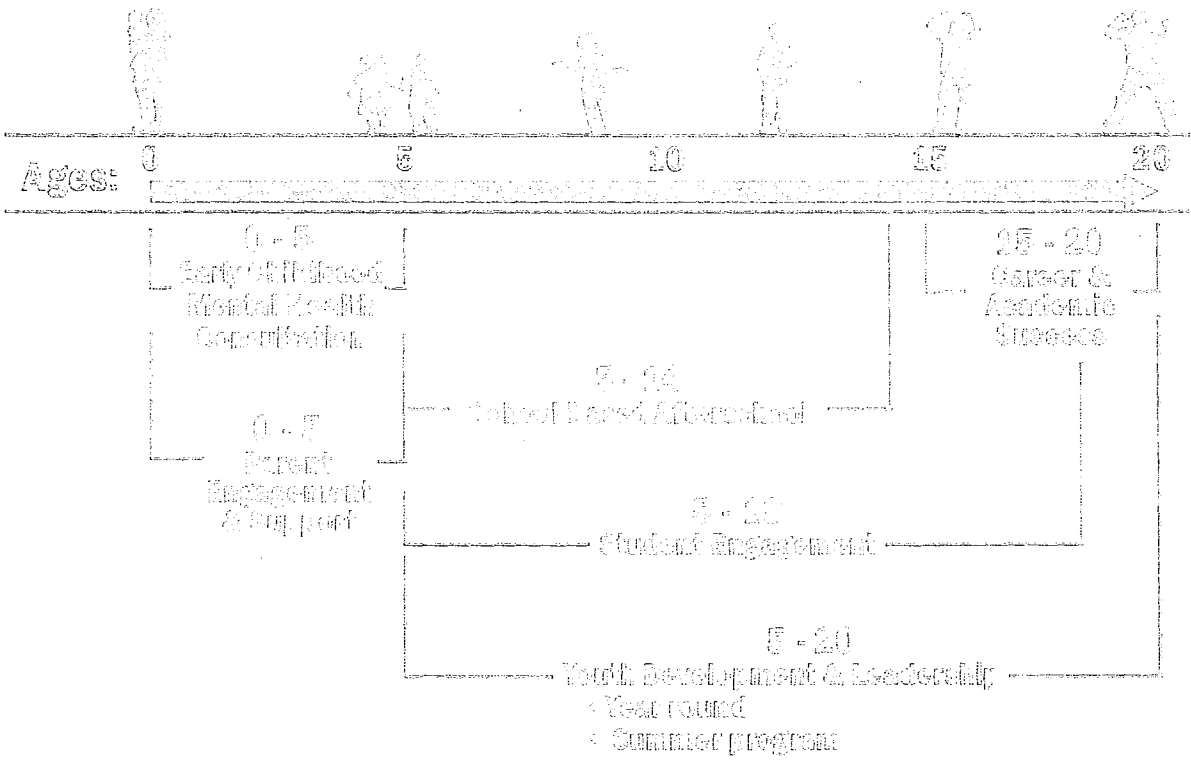 Ages:
0 5 10 15 20
0 - 5
Early Childhood
Mental Health
Consultation
15 - 20
Career &
Academic
Success
5 - 14
School Based Afterschool
0 - 5
Parent
Engagement
& Support
5 -
Student Engagement
5 - 20
Youth Development & Leadership
Year round
Summer program